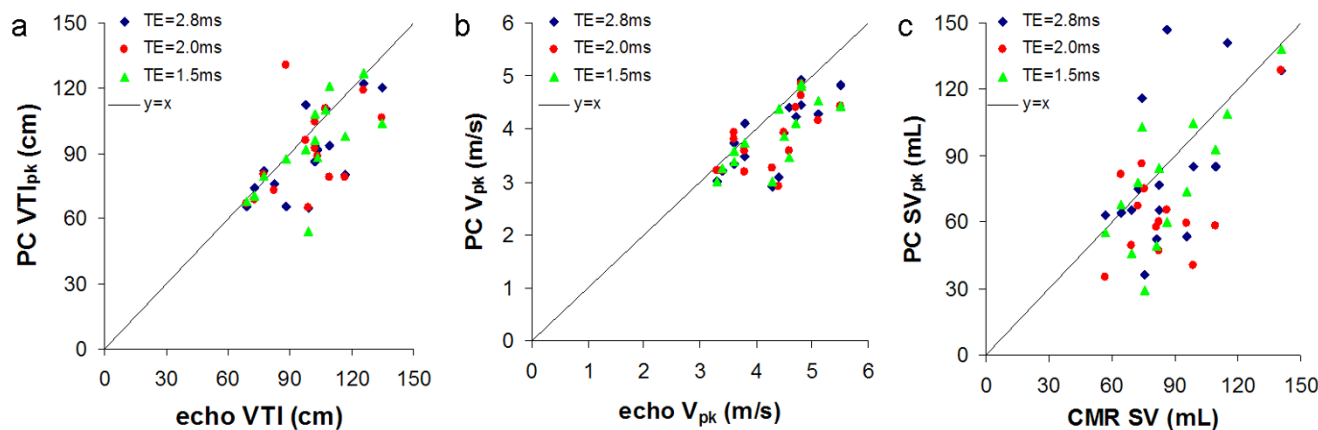 a
PC VTIpk (cm)
150
120
90
60
30
0
TE=2.8ms
TE=2.0ms
TE=1.5ms
y=x
0 30 60 90 120 150
echo VTI (cm)
b
PC Vpk (m/s)
6
5
4
3
2
1
0
TE=2.8ms
TE=2.0ms
TE=1.5ms
y=x
0 1 2 3 4 5 6
echo Vpk (m/s)
c
PC SVpk (mL)
150
120
90
60
30
0
TE=2.8ms
TE=2.0ms
TE=1.5ms
y=x
0 30 60 90 120 150
CMR SV (mL)